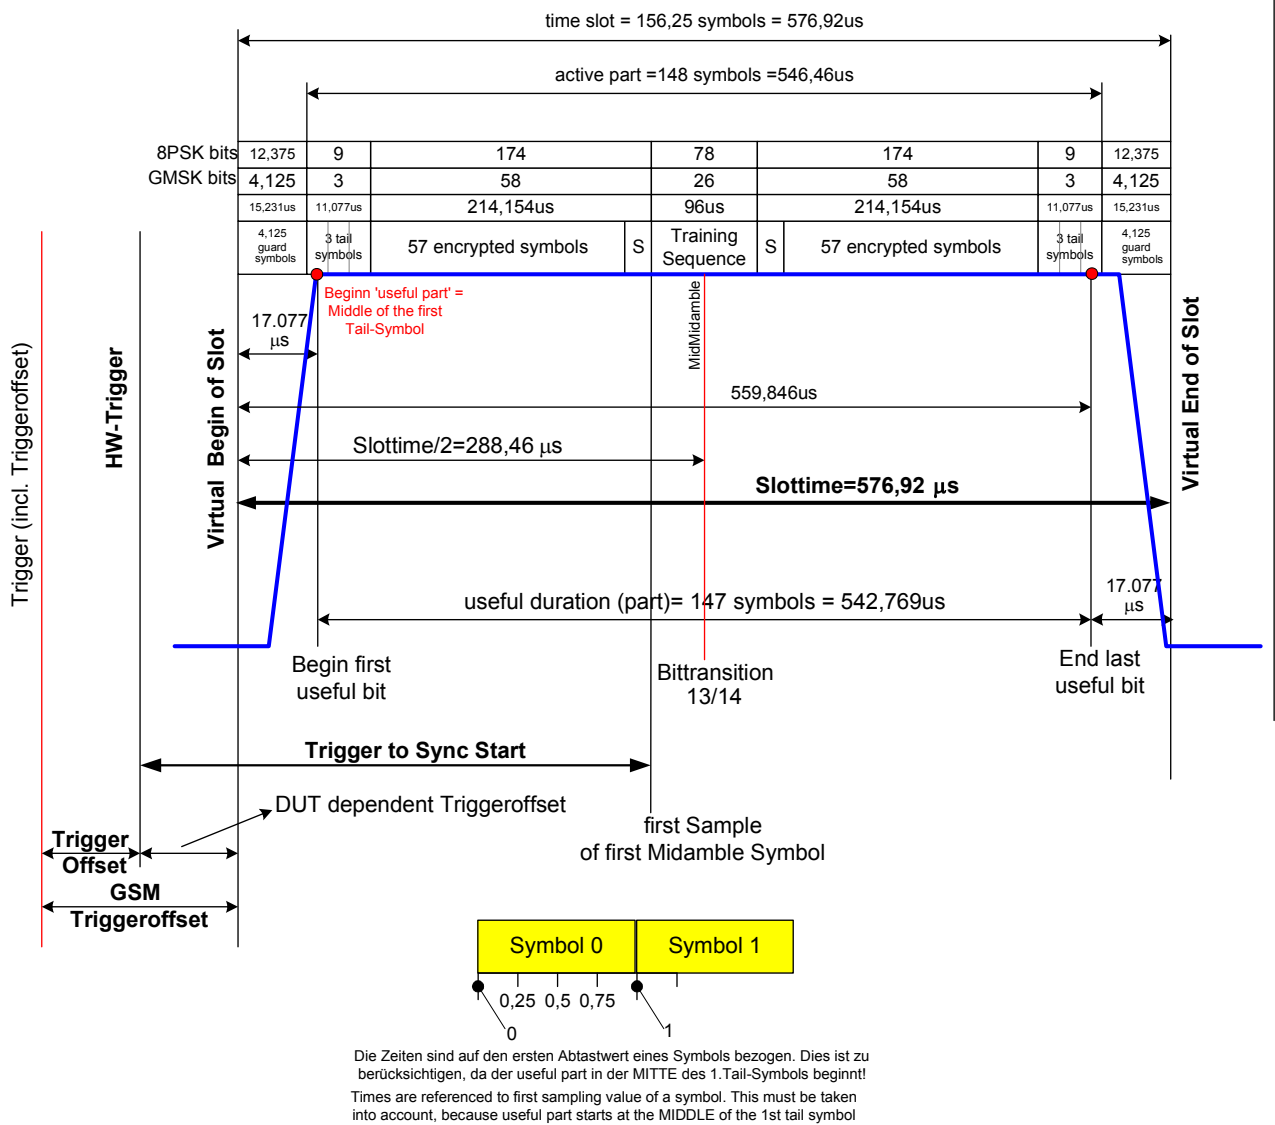 time slot = 156,25 symbols = 576,92us
active part =148 symbols =546,46us
8PSK bits 12,375 9 174 78 174 9 12,375
GMSK bits 4,125 3 58 26 58 3 4,125
15,231us 11,077us 214,154us 96us 214,154us 11,077us 15,231us
4,125
guard
symbols
3 tail
symbols
57 encrypted symbols
S
Training
Sequence
S
57 encrypted symbols
3 tail
symbols
4,125
guard
symbols
Beginn 'useful part' =
Middle of the first
Tail-Symbol
MidMidamble
17.077
µs
Trigger (incl. Triggeroffset)
HW-Trigger
Virtual Begin of Slot
Virtual End of Slot
559,846us
Slottime/2=288,46 µs
Slottime=576,92 µs
useful duration (part)= 147 symbols = 542,769us
17.077
µs
Begin first
useful bit
Bittransition
13/14
End last
useful bit
Trigger to Sync Start
DUT dependent Triggeroffset
Trigger
Offset
first Sample
of first Midamble Symbol
GSM
Triggeroffset
Symbol 0 Symbol 1
0,25 0,5 0,75
0 1
Die Zeiten sind auf den ersten Abtastwert eines Symbols bezogen. Dies ist zu
berücksichtigen, da der useful part in der MITTE des 1.Tail-Symbols beginnt!
Times are referenced to first sampling value of a symbol. This must be taken
into account, because useful part starts at the MIDDLE of the 1st tail symbol